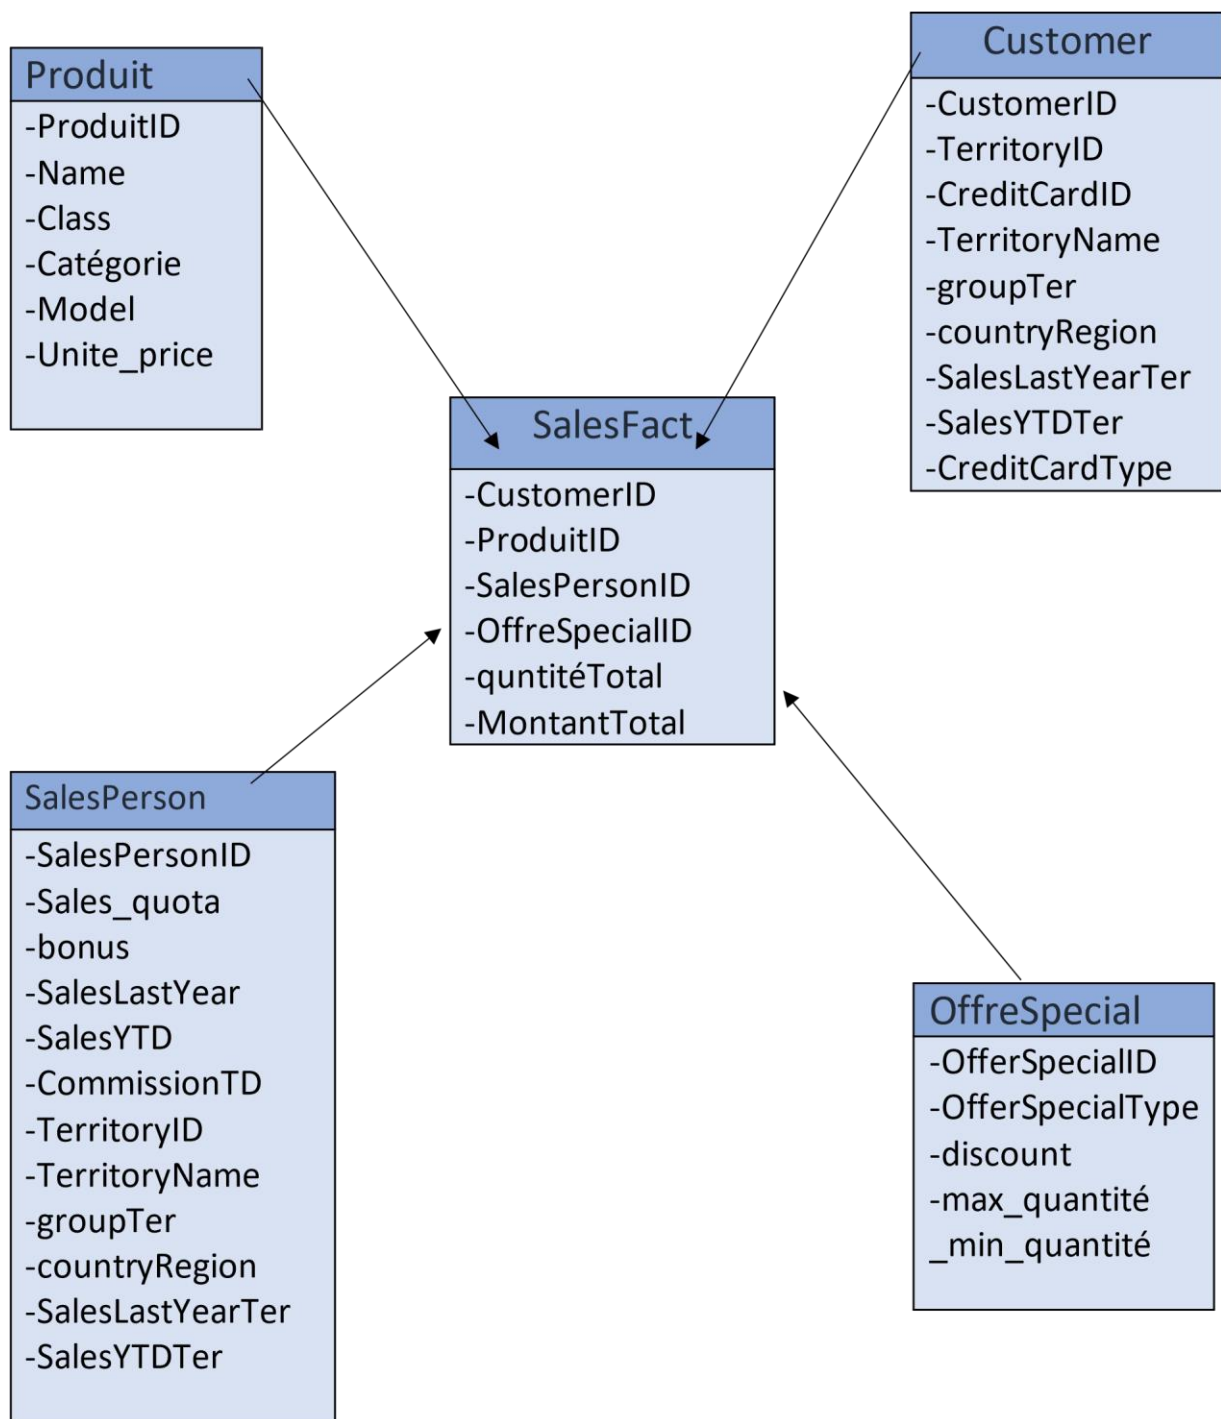 Produit
-ProduitID
-Name
-Class
-Catégorie
-Model
-Unite_price
Customer
-CustomerID
-TerritoryID
-CreditCardID
-TerritoryName
-groupTer
-countryRegion
-SalesLastYearTer
-SalesYTDTer
-CreditCardType
SalesFact
-CustomerID
-ProduitID
-SalesPersonID
-OffreSpecialID
-quntitéTotal
-MontantTotal
SalesPerson
-SalesPersonID
-Sales_quota
-bonus
-SalesLastYear
-SalesYTD
-CommissionTD
-TerritoryID
-TerritoryName
-groupTer
-countryRegion
-SalesLastYearTer
-SalesYTDTer
OffreSpecial
-OfferSpecialID
-OfferSpecialType
-discount
-max_quantité
_min_quantité